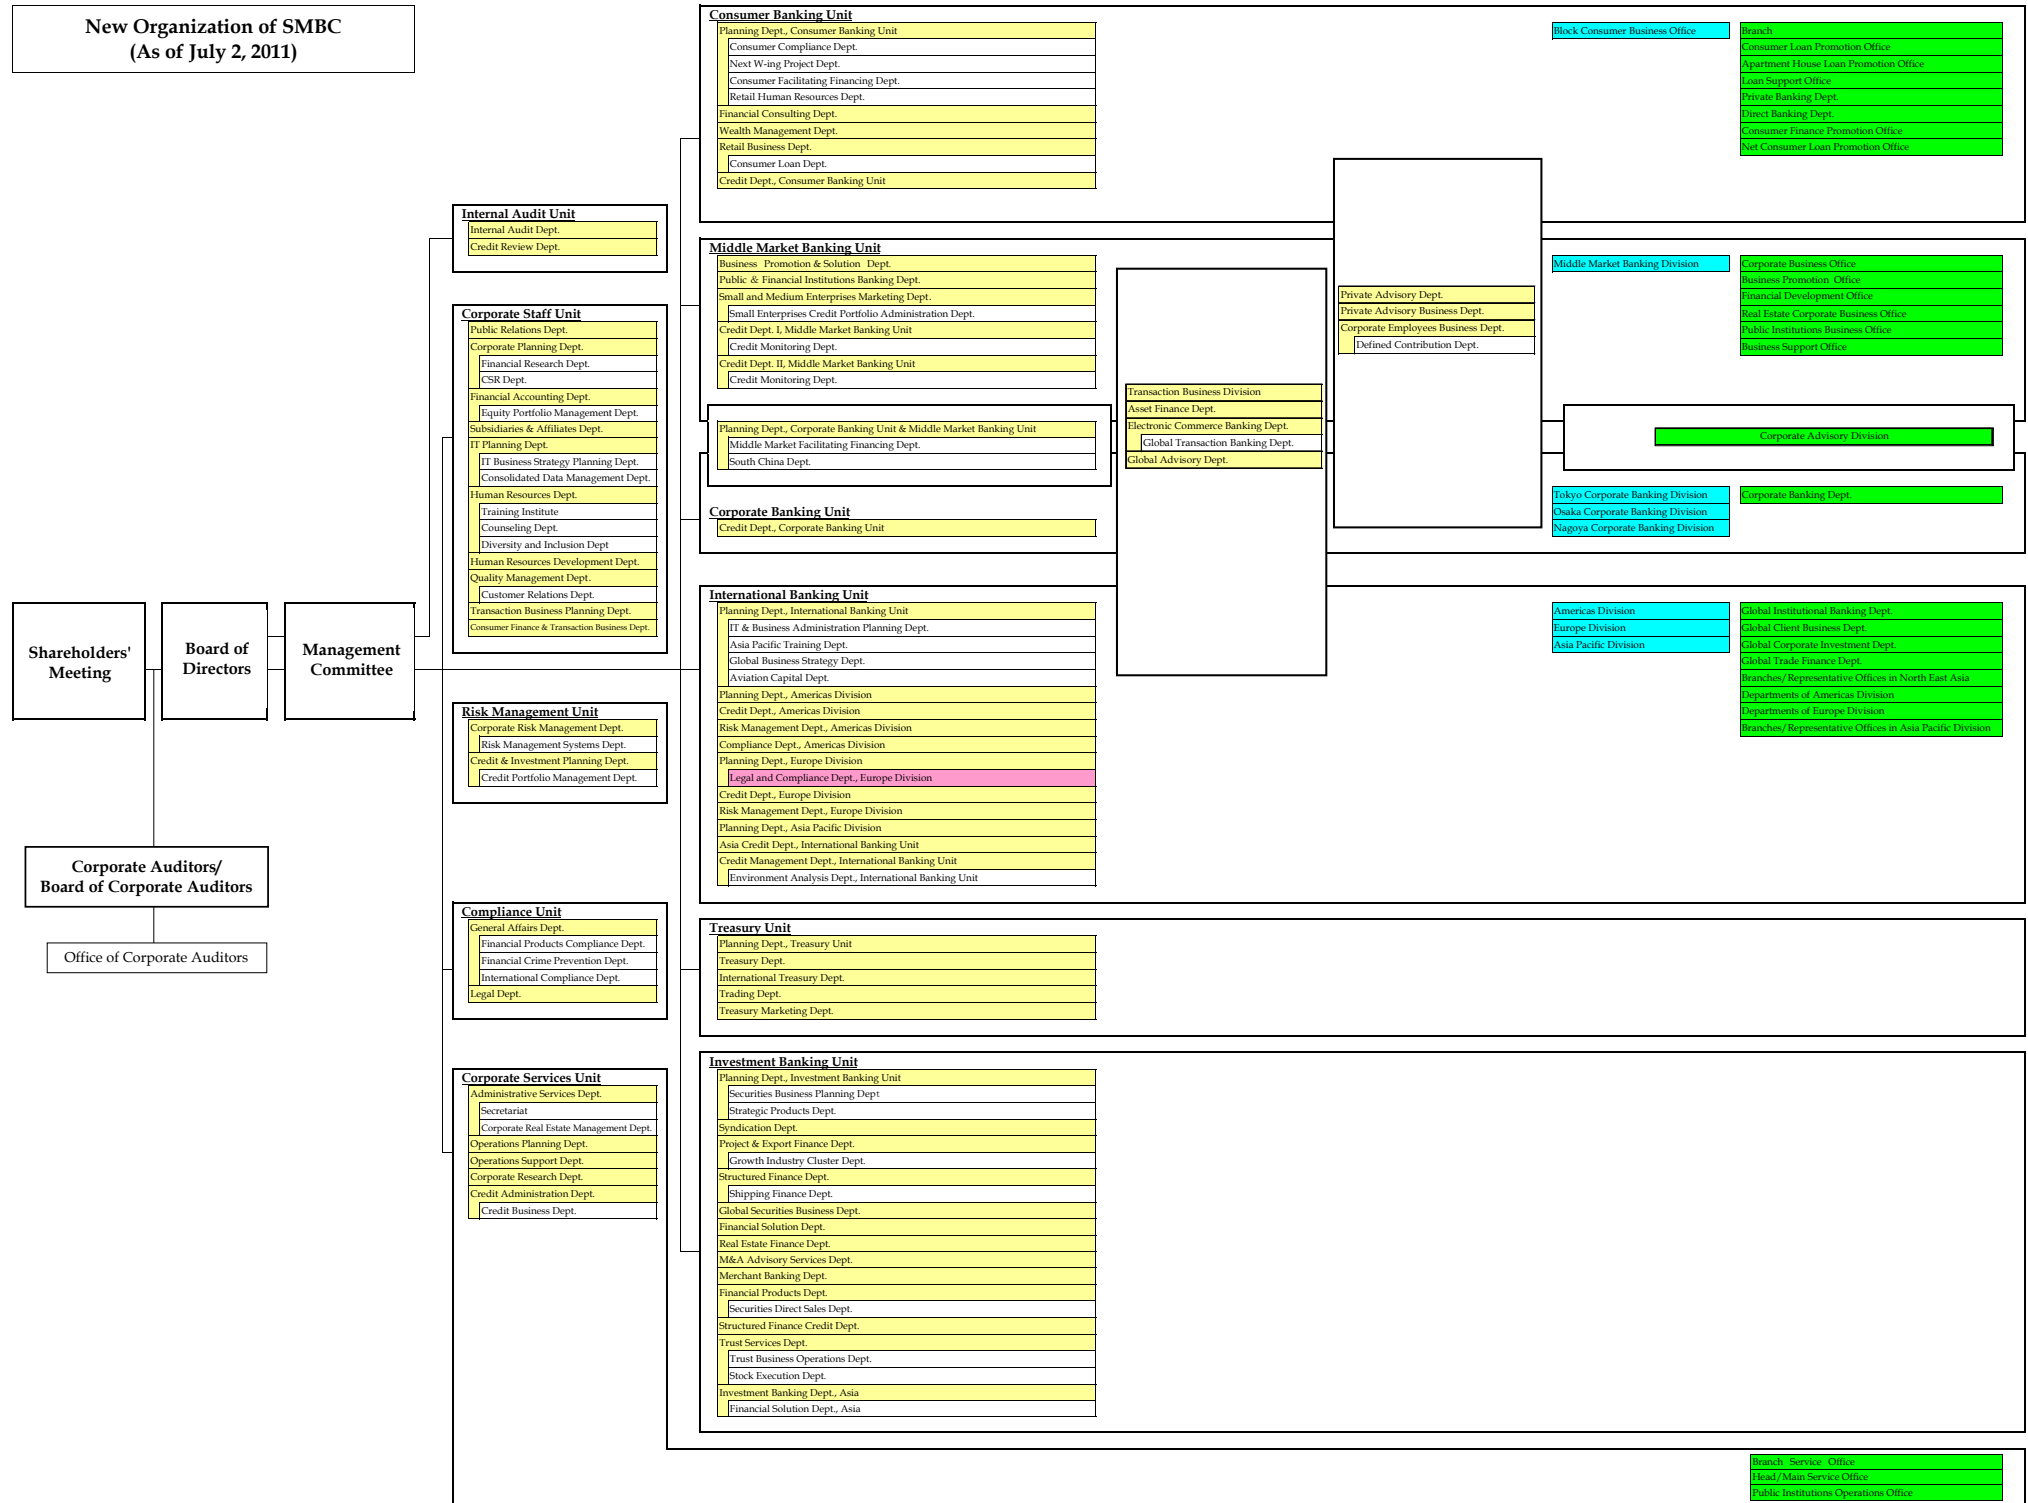 New Organization of SMBC
(As of July 2, 2011)
Shareholders'
Meeting
Board of
Directors
Management
Committee
Corporate Auditors/
Board of Corporate Auditors
Office of Corporate Auditors
Internal Audit Unit
Internal Audit Dept.
Credit Review Dept.
Corporate Staff Unit
Public Relations Dept.
Corporate Planning Dept.
Financial Research Dept.
CSR Dept.
Financial Accounting Dept.
Equity Portfolio Management Dept.
Subsidiaries & Affiliates Dept.
IT Planning Dept.
IT Business Strategy Planning Dept.
Consolidated Data Management Dept.
Human Resources Dept.
Training Institute
Counseling Dept.
Diversity and Inclusion Dept
Human Resources Development Dept.
Quality Management Dept.
Customer Relations Dept.
Transaction Business Planning Dept.
Consumer Finance & Transaction Business Dept.
Risk Management Unit
Corporate Risk Management Dept.
Risk Management Systems Dept.
Credit & Investment Planning Dept.
Credit Portfolio Management Dept.
Compliance Unit
General Affairs Dept.
Financial Products Compliance Dept.
Financial Crime Prevention Dept.
International Compliance Dept.
Legal Dept.
Corporate Services Unit
Administrative Services Dept.
Secretariat
Corporate Real Estate Management Dept.
Operations Planning Dept.
Operations Support Dept.
Corporate Research Dept.
Credit Administration Dept.
Credit Business Dept.
Consumer Banking Unit
Planning Dept., Consumer Banking Unit
Consumer Compliance Dept.
Next W-ing Project Dept.
Consumer Facilitating Financing Dept.
Retail Human Resources Dept.
Financial Consulting Dept.
Wealth Management Dept.
Retail Business Dept.
Consumer Loan Dept.
Credit Dept., Consumer Banking Unit
Block Consumer Business Office
Branch
Consumer Loan Promotion Office
Apartment House Loan Promotion Office
Loan Support Office
Private Banking Dept.
Direct Banking Dept.
Consumer Finance Promotion Office
Net Consumer Loan Promotion Office
Middle Market Banking Unit
Business Promotion & Solution Dept.
Public & Financial Institutions Banking Dept.
Small and Medium Enterprises Marketing Dept.
Small Enterprises Credit Portfolio Administration Dept.
Credit Dept. I, Middle Market Banking Unit
Credit Monitoring Dept.
Credit Dept. II, Middle Market Banking Unit
Credit Monitoring Dept.
Planning Dept., Corporate Banking Unit & Middle Market Banking Unit
Middle Market Facilitating Financing Dept.
South China Dept.
Corporate Banking Unit
Credit Dept., Corporate Banking Unit
Transaction Business Division
Asset Finance Dept.
Electronic Commerce Banking Dept.
Global Transaction Banking Dept.
Global Advisory Dept.
Private Advisory Dept.
Private Advisory Business Dept.
Corporate Employees Business Dept.
Defined Contribution Dept.
Middle Market Banking Division
Corporate Business Office
Business Promotion Office
Financial Development Office
Real Estate Corporate Business Office
Public Institutions Business Office
Business Support Office
Corporate Advisory Division
Tokyo Corporate Banking Division
Osaka Corporate Banking Division
Nagoya Corporate Banking Division
Corporate Banking Dept.
International Banking Unit
Planning Dept., International Banking Unit
IT & Business Administration Planning Dept.
Asia Pacific Training Dept.
Global Business Strategy Dept.
Aviation Capital Dept.
Planning Dept., Americas Division
Credit Dept., Americas Division
Risk Management Dept., Americas Division
Compliance Dept., Americas Division
Planning Dept., Europe Division
Legal and Compliance Dept., Europe Division
Credit Dept., Europe Division
Risk Management Dept., Europe Division
Planning Dept., Asia Pacific Division
Asia Credit Dept., International Banking Unit
Credit Management Dept., International Banking Unit
Environment Analysis Dept., International Banking Unit
Americas Division
Europe Division
Asia Pacific Division
Global Institutional Banking Dept.
Global Client Business Dept.
Global Corporate Investment Dept.
Global Trade Finance Dept.
Branches/Representative Offices in North East Asia
Departments of Americas Division
Departments of Europe Division
Branches/Representative Offices in Asia Pacific Division
Treasury Unit
Planning Dept., Treasury Unit
Treasury Dept.
International Treasury Dept.
Trading Dept.
Treasury Marketing Dept.
Investment Banking Unit
Planning Dept., Investment Banking Unit
Securities Business Planning Dept
Strategic Products Dept.
Syndication Dept.
Project & Export Finance Dept.
Growth Industry Cluster Dept.
Structured Finance Dept.
Shipping Finance Dept.
Global Securities Business Dept.
Financial Solution Dept.
Real Estate Finance Dept.
M&A Advisory Services Dept.
Merchant Banking Dept.
Financial Products Dept.
Securities Direct Sales Dept.
Structured Finance Credit Dept.
Trust Services Dept.
Trust Business Operations Dept.
Stock Execution Dept.
Investment Banking Dept., Asia
Financial Solution Dept., Asia
Branch Service Office
Head/Main Service Office
Public Institutions Operations Office